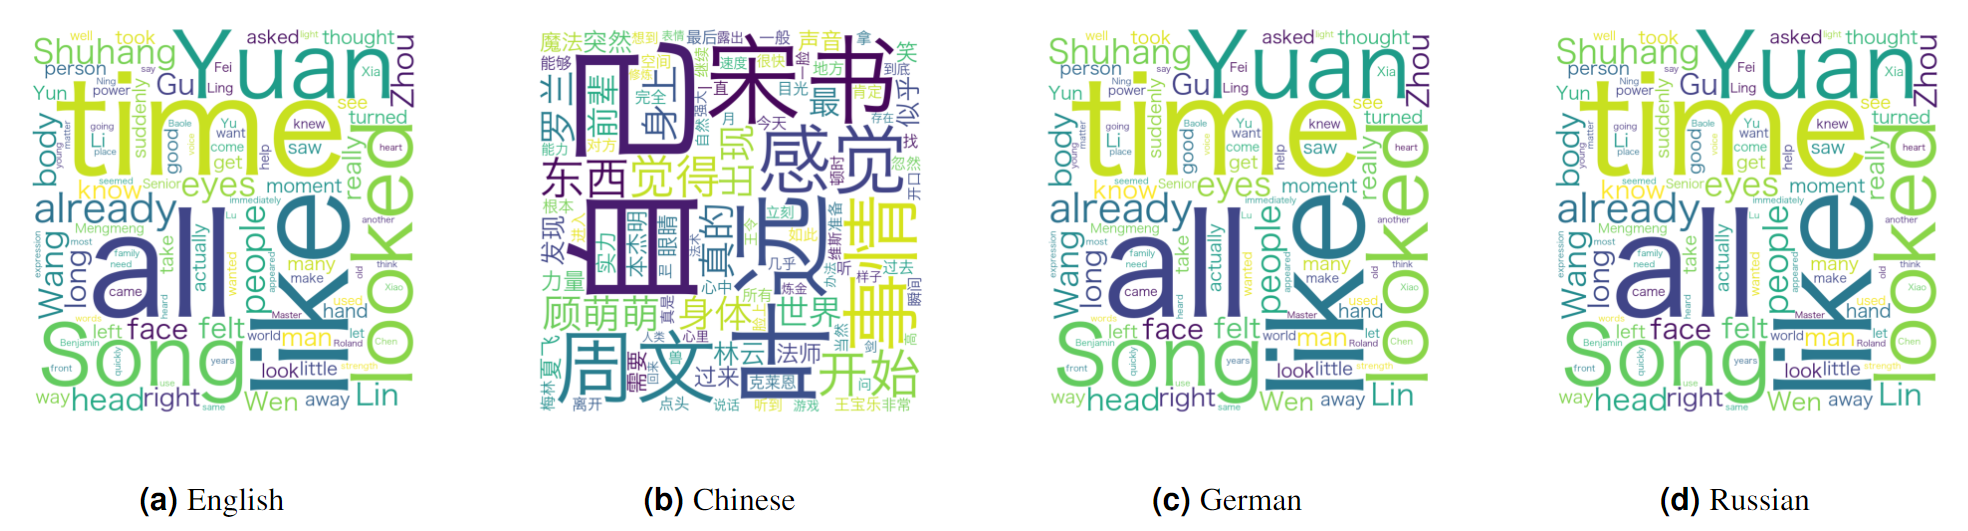 well took asked light thought
Shuhang Yuan Zhou
person say Gu Fei Xia
Yun Ning power Ling see
time suddenly turned
going Baole Yu knew
Li good want saw really
young matter place voice come help heart
body get
seemed Senior eyes moment
know immediately
already Lu another
Mengmeng people
Wang most actually
expression long family need take wanted many old think
all like looked
came heard appeared make Xiao
words Master used hand
Song left face felt world man let
Benjamin Roland Chen
front quickly years look little strength
way head right use same Wen away Lin
魔法 突然 想到 表情 最后 露出 一般 声音 拿 笑
能够 空间 继续 速度 很快 一脸 地方 到底
罗兰 前辈 修炼 身上 宋书 最 肯定 似乎
完全 强大 一直 目光 存在
能力 对方 自然 月 今天 找
东西 觉得 出现 感觉 顿时 忽然 开口
根本 立刻 事情
发现 进入 实力 本杰明 眼睛 法术 真的 王令 如此 维斯 准备
力量 心中 几乎 办法 听 样子 过去
顾萌萌 真是 身体 所有 炼金 脸上 世界 瞬间
夏飞 周文 人类 心里 当然 剑 离
梅林 需要 回来 兽 林云 法师 开始
过来 克莱恩 问
离开 点头 说话 听到 游戏 王宝乐 非常
well took asked light thought
Shuhang Yuan Zhou
person say Gu Fei Xia
Yun Ning power Ling see
time suddenly turned
going Baole Yu knew
Li good want saw really
young matter place voice come help heart
body get
seemed Senior eyes moment
know immediately
already Lu another
Mengmeng people
Wang most actually
expression long family need take wanted many old think
all like looked
came heard appeared make Xiao
words Master used hand
Song left face felt world man let
Benjamin Roland Chen
front quickly years look little strength
way head right use same Wen away Lin
well took asked light thought
Shuhang Yuan Zhou
person say Gu Fei Xia
Yun Ning power Ling see
time suddenly turned
going Baole Yu knew
Li good want saw really
young matter place voice come help heart
body get
seemed Senior eyes moment
know immediately
already Lu another
Mengmeng people
Wang most actually
expression long family need take wanted many old think
all like looked
came heard appeared make Xiao
words Master used hand
Song left face felt world man let
Benjamin Roland Chen
front quickly years look little strength
way head right use same Wen away Lin
(a) English
(b) Chinese
(c) German
(d) Russian